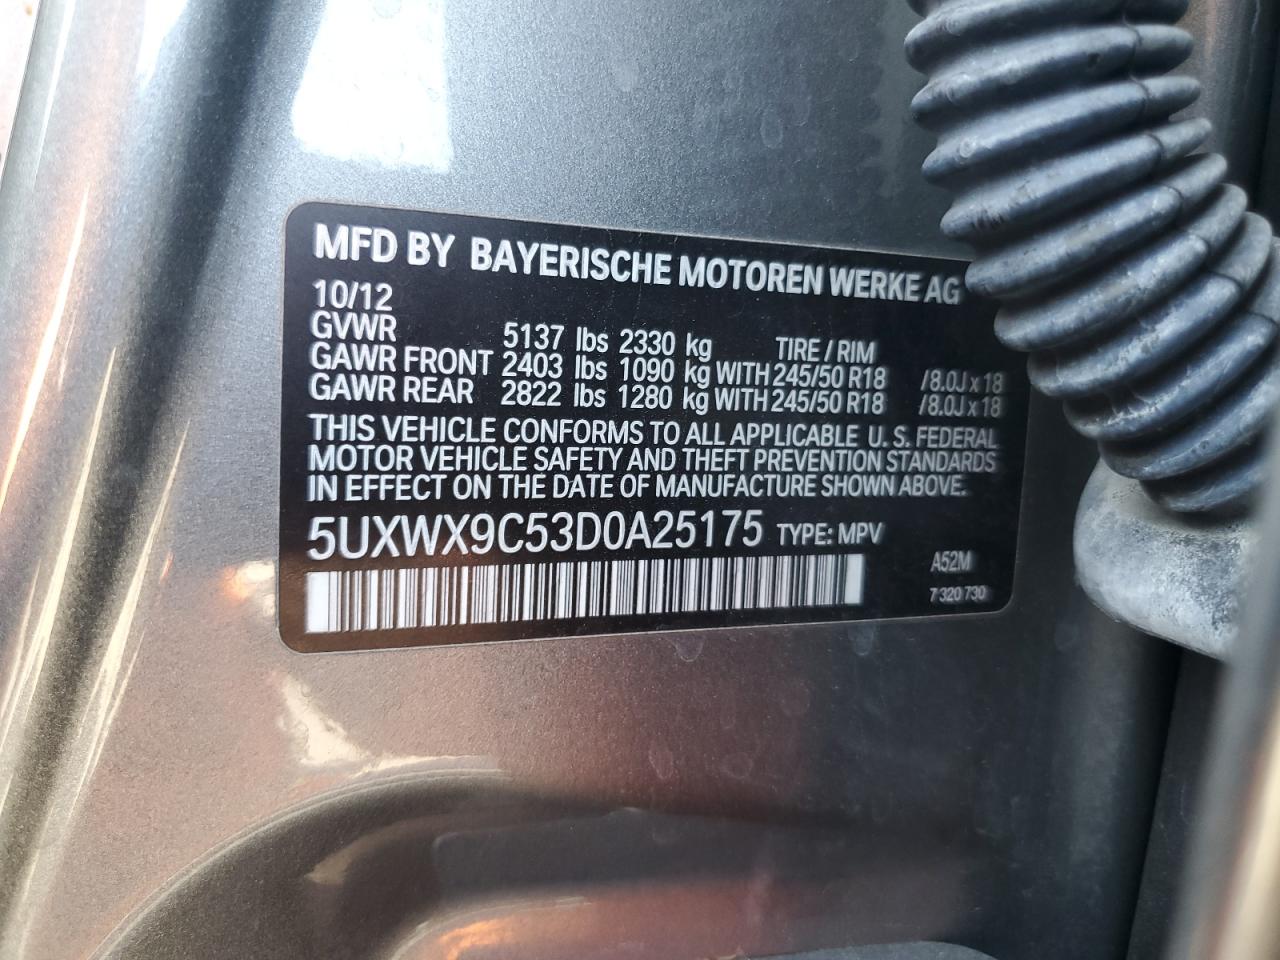 MFD BY BAYERISCHE MOTOREN WERKE AG
10/12
GVWR 5137 lbs 2330 kg TIRE / RIM
GAWR FRONT 2403 lbs 1090 kg WITH 245/50 R18 /8.0J x 18
GAWR REAR 2822 lbs 1280 kg WITH 245/50 R18 /8.0J x 18
THIS VEHICLE CONFORMS TO ALL APPLICABLE U. S. FEDERAL
MOTOR VEHICLE SAFETY AND THEFT PREVENTION STANDARDS
IN EFFECT ON THE DATE OF MANUFACTURE SHOWN ABOVE.
5UXWX9C53D0A25175 TYPE: MPV
A52M
7 320 730